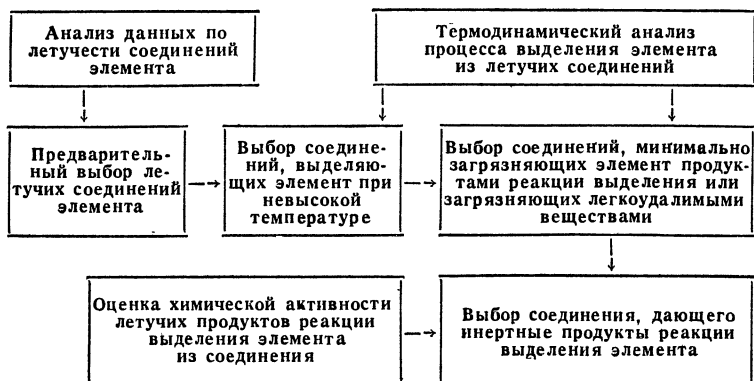 Анализ данных по
летучести соединений
элемента
Термодинамический анализ
процесса выделения элемента
из летучих соединений
Предваритель-
ный выбор ле-
тучих соединений
элемента
Выбор соедине-
ний, выделяю-
щих элемент при
невысокой
температуре
Выбор соединений, минимально
загрязняющих элемент продук-
тами реакции выделения или
загрязняющих легкоудалимыми
веществами
Оценка химической активности
летучих продуктов реакции
выделения элемента
из соединения
Выбор соединения, дающего
инертные продукты реакции
выделения элемента